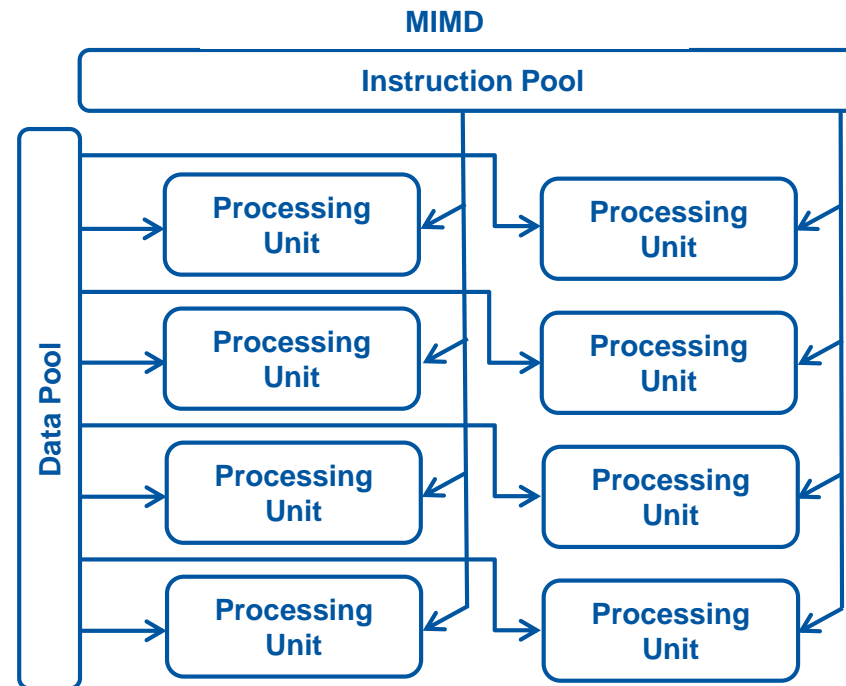 MIMD
Instruction Pool
Data Pool
Processing
Unit
Processing
Unit
Processing
Unit
Processing
Unit
Processing
Unit
Processing
Unit
Processing
Unit
Processing
Unit